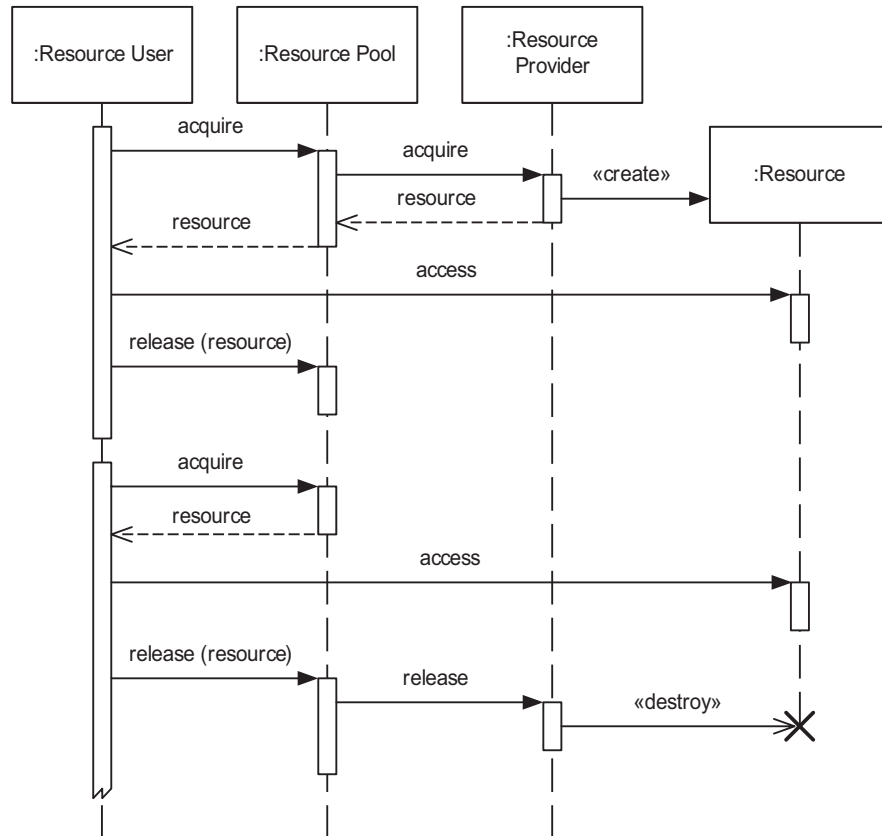 :Resource User
:Resource Pool
:Resource
Provider
:Resource
acquire
acquire
«create»
resource
resource
access
release (resource)
acquire
resource
access
release (resource)
release
«destroy»